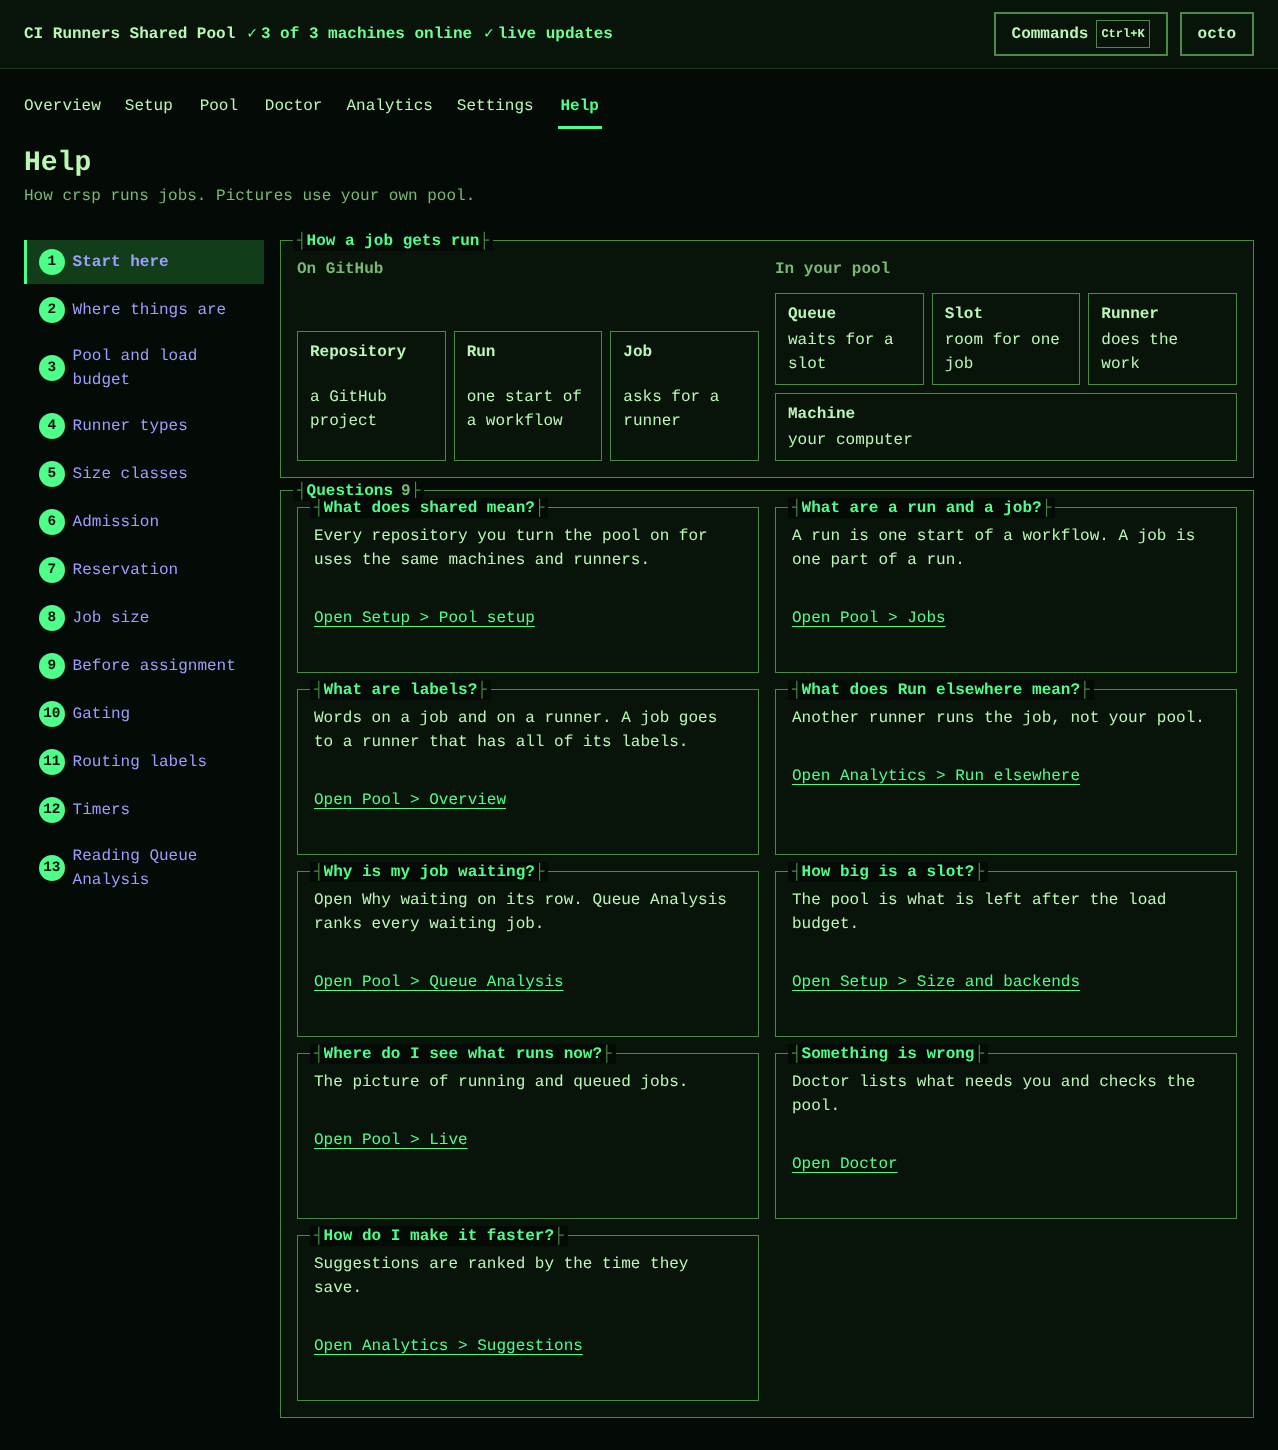 CI Runners Shared Pool ✓3 of 3 machines online ✓live updates
Commands Ctrl+K
octo
Overview Setup Pool Doctor Analytics Settings Help
Help
How crsp runs jobs. Pictures use your own pool.
1 Start here
2 Where things are
3 Pool and load
budget
4 Runner types
5 Size classes
6 Admission
7 Reservation
8 Job size
9 Before assignment
10 Gating
11 Routing labels
12 Timers
13 Reading Queue
Analysis
How a job gets run
On GitHub
Repository
a GitHub
project
Run
one start of
a workflow
Job
asks for a
runner
In your pool
Queue
waits for a
slot
Slot
room for one
job
Runner
does the
work
Machine
your computer
Questions 9
What does shared mean?
Every repository you turn the pool on for
uses the same machines and runners.
Open Setup > Pool setup
What are a run and a job?
A run is one start of a workflow. A job is
one part of a run.
Open Pool > Jobs
What are labels?
Words on a job and on a runner. A job goes
to a runner that has all of its labels.
Open Pool > Overview
What does Run elsewhere mean?
Another runner runs the job, not your pool.
Open Analytics > Run elsewhere
Why is my job waiting?
Open Why waiting on its row. Queue Analysis
ranks every waiting job.
Open Pool > Queue Analysis
How big is a slot?
The pool is what is left after the load
budget.
Open Setup > Size and backends
Where do I see what runs now?
The picture of running and queued jobs.
Open Pool > Live
Something is wrong
Doctor lists what needs you and checks the
pool.
Open Doctor
How do I make it faster?
Suggestions are ranked by the time they
save.
Open Analytics > Suggestions